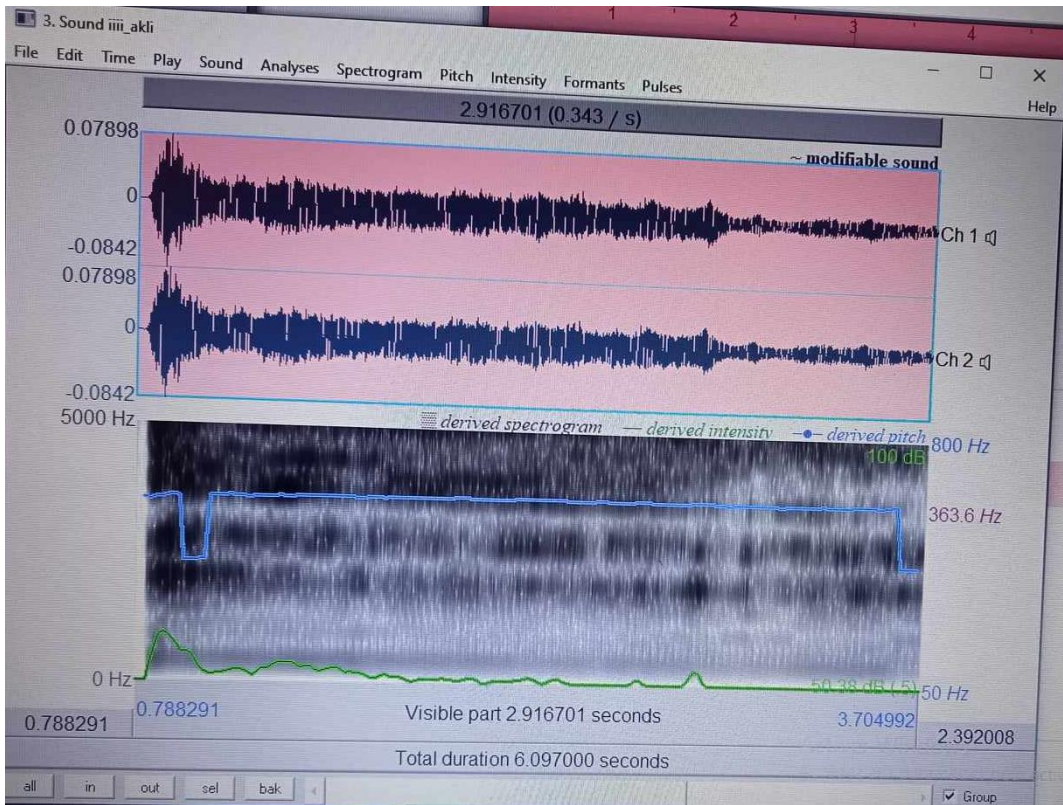 1 2 3 4
3. Sound iiii_akli
File Edit Time Play Sound Analyses Spectrogram Pitch Intensity Formants Pulses
Help
2.916701 (0.343 / s)
~ modifiable sound
0.07898
0
-0.0842
Ch 1
0.07898
0
-0.0842
Ch 2
5000 Hz
derived spectrogram — derived intensity derived pitch
800 Hz
100 dB
363.6 Hz
0 Hz
50 Hz
0.788291
0.788291
Visible part 2.916701 seconds
3.704992
2.392008
Total duration 6.097000 seconds
all in out sel bak
Group